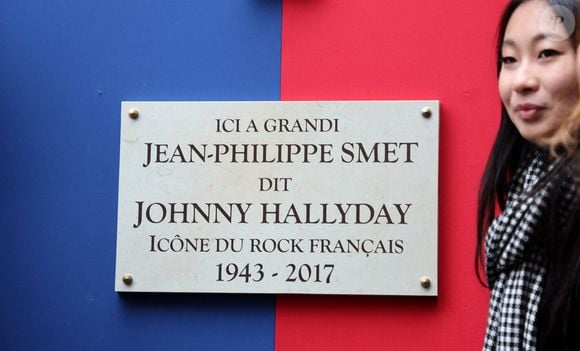 ICI A GRANDI
JEAN-PHILIPPE SMET
DIT
JOHNNY HALLYDAY
ICÔNE DU ROCK FRANÇAIS
1943 - 2017